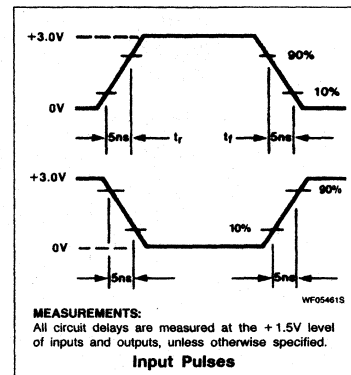 +3.0V
90%
10%
0V
5ns tr tf 5ns
+3.0V
90%
10%
0V
5ns 5ns
WF05461S
MEASUREMENTS:
All circuit delays are measured at the +1.5V level
of inputs and outputs, unless otherwise specified.
Input Pulses